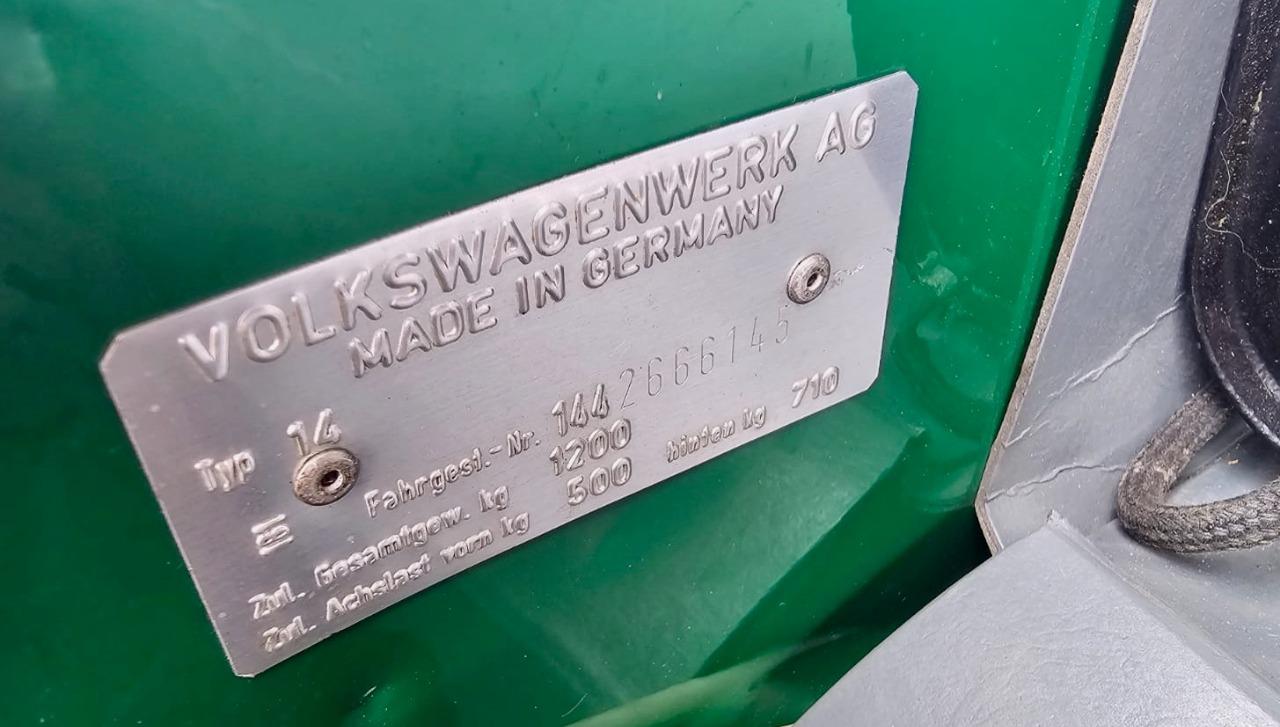 VOLKSWAGENWERK AG
MADE IN GERMANY
Typ 14 Fahrgest.-Nr. 144 2666145
Zul. Gesamtgew. kg 1200
Zul. Achslast vorn kg 500 hinten kg 710